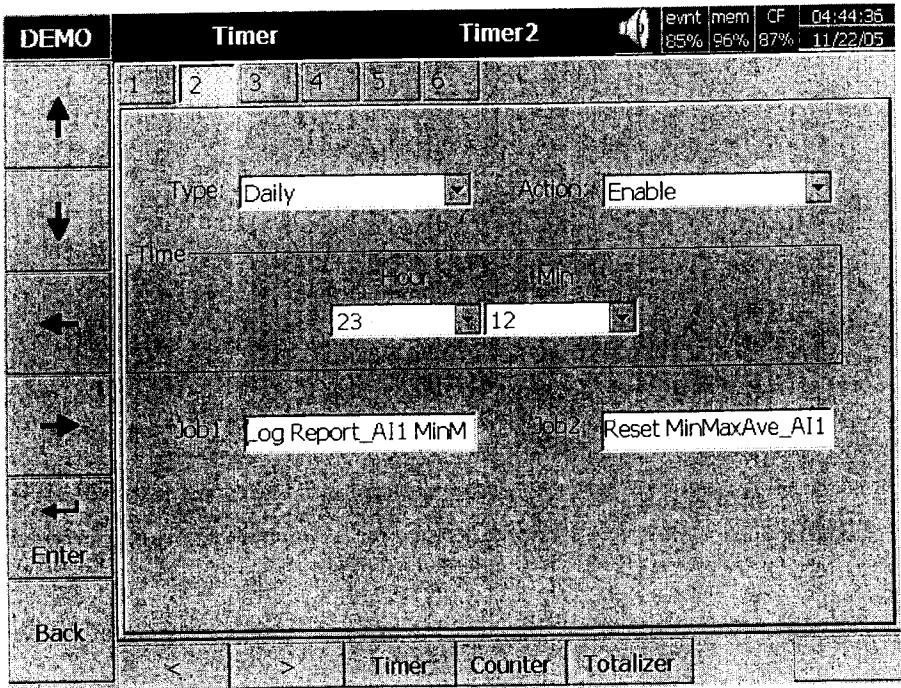 DEMO Timer Timer2 evnt mem CF 04:44:36
85% 96% 87% 11/22/05
1 2 3 4 5 6
Type: Daily Action: Enable
Time
Hour Min
23 12
Job1: Log Report_AI1 MinM Job2: Reset MinMaxAve_AI1
Enter
Back
< > Timer Counter Totalizer